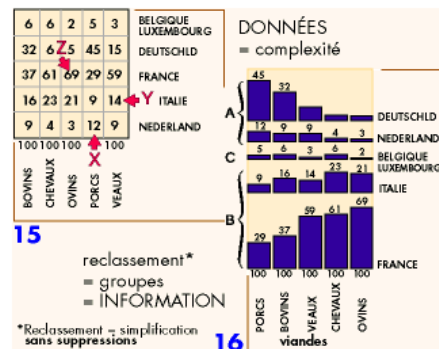 6 6 2 5 3 BELGIQUE
LUXEMBOURG
32 6 Z 5 45 15 DEUTSCHLD
37 61 69 29 59 FRANCE
16 23 21 9 14 Y ITALIE
9 4 3 12 9 NEDERLAND
100 100 100 100 100
X
BOVINS
CHEVAUX
OVINS
PORCS
VEAUX
15
reclassement*
= groupes
= INFORMATION
*Reclassement = simplification
sans suppressions
DONNÉES
= complexité
45 32
A
DEUTSCHLD
12 9 9 4 3
NEDERLAND
C
5 6 3 6 2
BELGIQUE
LUXEMBOURG
9 16 14 23 21
ITALIE
B
29 37 59 61 69
FRANCE
100 100 100 100 100
PORCS
BOVINS
VEAUX
CHEVAUX
OVINS
16
viandes